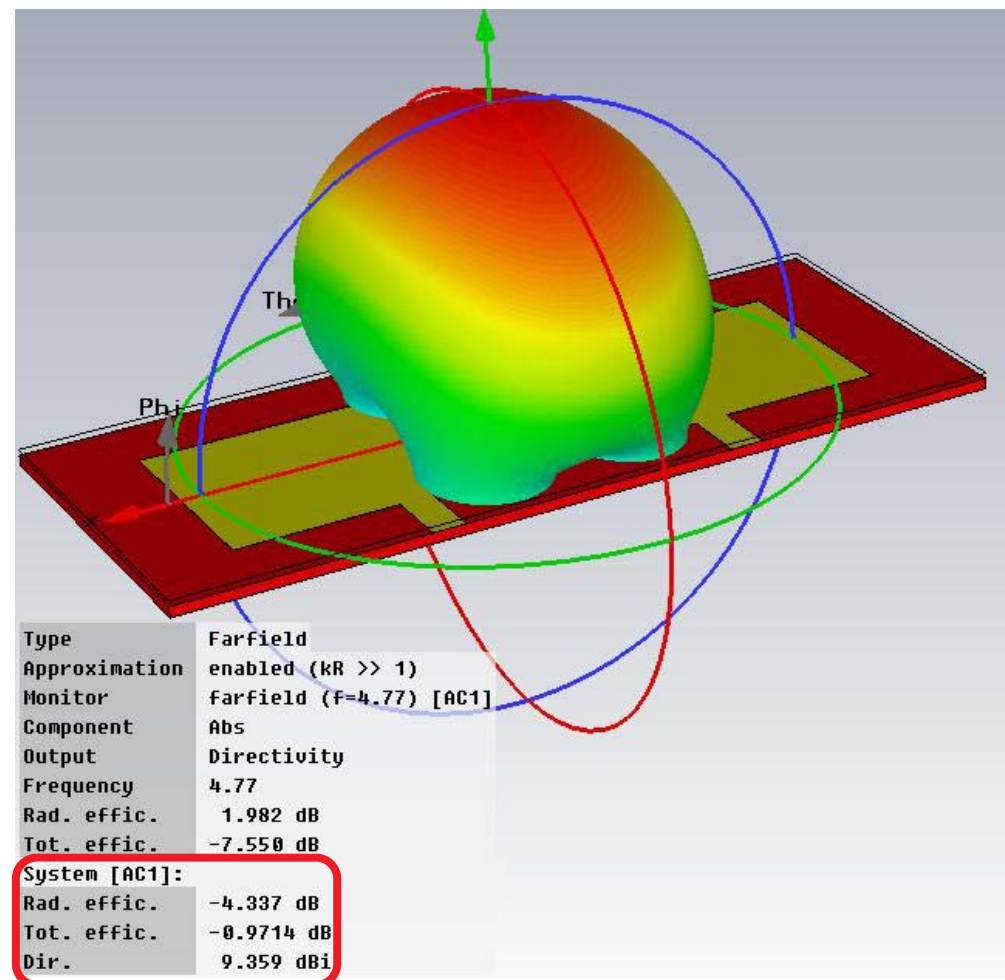 Phi
Type Farfield
Approximation enabled (kR >> 1)
Monitor farfield (f=4.77) [AC1]
Component Abs
Output Directivity
Frequency 4.77
Rad. effic. 1.982 dB
Tot. effic. -7.550 dB
System [AC1]:
Rad. effic. -4.337 dB
Tot. effic. -0.9714 dB
Dir. 9.359 dBi